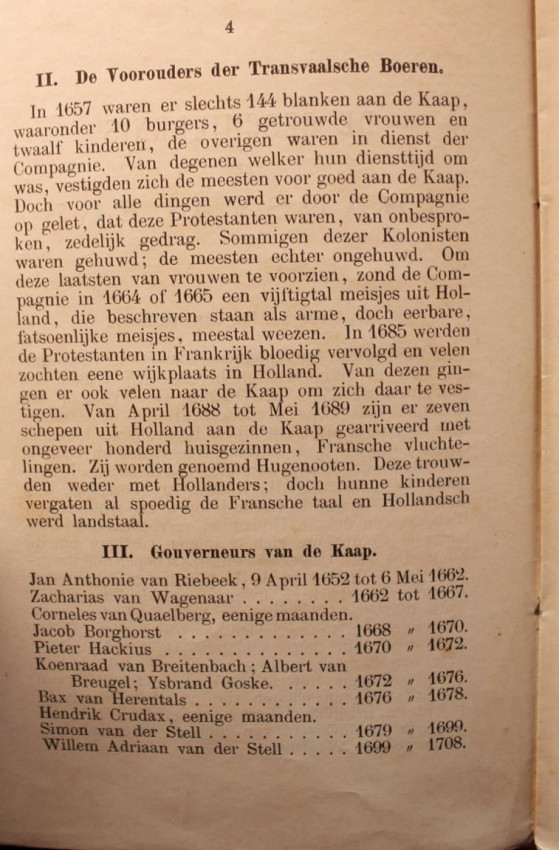 4
II. De Voorouders der Transvaalsche Boeren.
In 1657 waren er slechts 144 blanken aan de Kaap,
waaronder 10 burgers, 6 getrouwde vrouwen en
twaalf kinderen, de overigen waren in dienst der
Compagnie. Van degenen welker hun diensttijd om
was, vestigden zich de meesten voor goed aan de Kaap.
Doch voor alle dingen werd er door de Compagnie
op gelet, dat deze Protestanten waren, van onbespro-
ken, zedelijk gedrag. Sommigen dezer Kolonisten
waren gehuwd; de meesten echter ongehuwd. Om
deze laatsten van vrouwen te voorzien, zond de Com-
pagnie in 1664 of 1665 een vijftigtal meisjes uit Hol-
land, die beschreven staan als arme, doch eerbare,
fatsoenlijke meisjes, meestal weezen. In 1685 werden
de Protestanten in Frankrijk bloedig vervolgd en velen
zochten eene wijkplaats in Holland. Van dezen gin-
gen er ook velen naar de Kaap om zich daar te ves-
tigen. Van April 1688 tot Mei 1689 zijn er zeven
schepen uit Holland aan de Kaap gearriveerd met
ongeveer honderd huisgezinnen, Fransche vluchte-
lingen. Zij worden genoemd Hugenooten. Deze trouw-
den weder met Hollanders; doch hunne kinderen
vergaten al spoedig de Fransche taal en Hollandsch
werd landstaal.
III. Gouverneurs van de Kaap.
Jan Anthonie van Riebeek, 9 April 1652 tot 6 Mei 1662.
Zacharias van Wagenaar . . . . . . . . 1662 tot 1667.
Corneles van Quaelberg, eenige maanden.
Jacob Borghorst . . . . . . . . . . . . . 1668 „ 1670.
Pieter Hackius . . . . . . . . . . . . . . 1670 „ 1672.
Koenraad van Breitenbach; Albert van
Breugel; Ysbrand Goske. . . . . . . 1672 „ 1676.
Bax van Herentals . . . . . . . . . . . . 1676 „ 1678.
Hendrik Crudax, eenige maanden.
Simon van der Stell . . . . . . . . . . . 1679 „ 1699.
Willem Adriaan van der Stell . . . . . 1699 „ 1708.